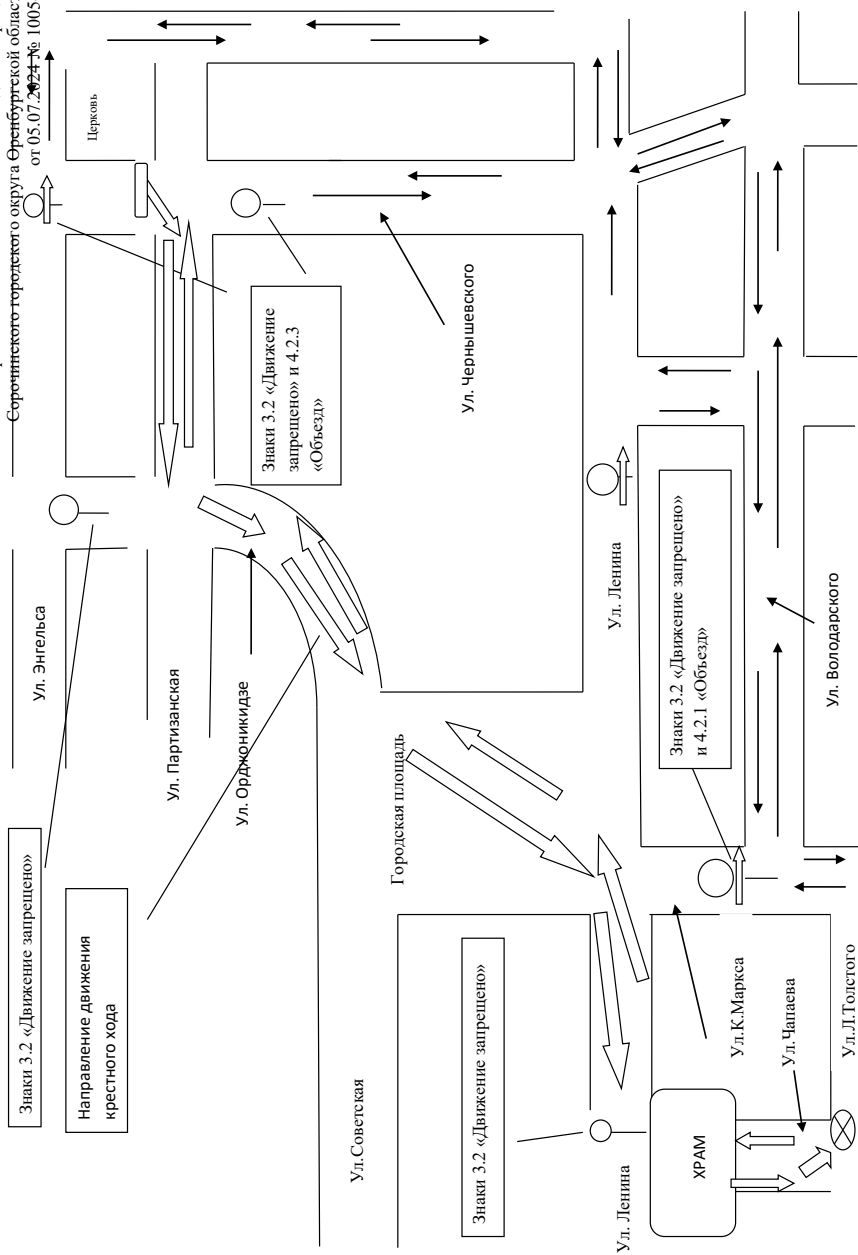 Сорочинского городского округа Оренбургской област
от 05.07.2024 № 1005-
Церковь
Знаки 3.2 «Движение
запрещено» и 4.2.3
«Объезд»
Ул. Чернышевского
Ул. Энгельса
Ул. Партизанская
Ул. Орджоникидзе
Ул. Ленина
Знаки 3.2 «Движение запрещено»
и 4.2.1 «Объезд»
Ул. Володарского
Знаки 3.2 «Движение запрещено»
Направление движения
крестного хода
Городская площадь
Ул.Советская
Знаки 3.2 «Движение запрещено»
Ул. Ленина
ХРАМ
Ул.К.Маркса
Ул.Чапаева
Ул.Л.Толстого